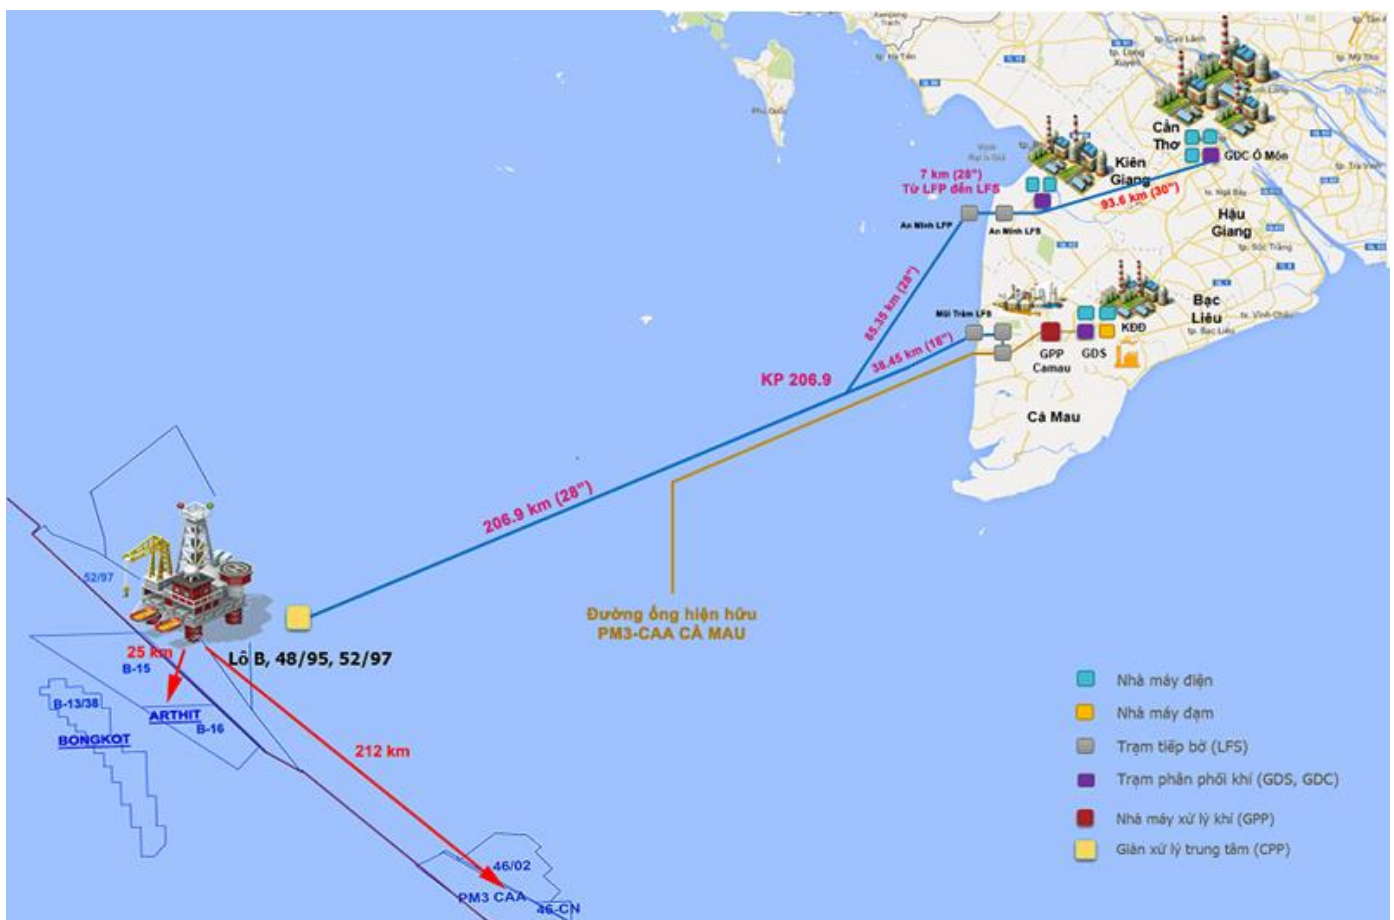 Cần
Thơ
GDC Ô Môn
Kiên
Giang
7 km (28")
Từ LFP đến LFS
93.6 km (30")
An Minh LFP
An Minh LFS
Hậu
Giang
85.35 km (28")
Mũi Tràm LFS
Bạc
Liêu
KĐĐ
38.45 km (18")
GPP
Camau
GDS
KP 206.9
Cà Mau
206.9 km (28")
52/97
Đường ống hiện hữu
PM3-CAA CÀ MAU
Lô B, 48/95, 52/97
25 km
B-15
B-13/38
ARTHIT
B-16
BONGKOT
212 km
46/02
PM3 CAA
46-CN
Nhà máy điện
Nhà máy đạm
Trạm tiếp bờ (LFS)
Trạm phân phối khí (GDS, GDC)
Nhà máy xử lý khí (GPP)
Giàn xử lý trung tâm (CPP)